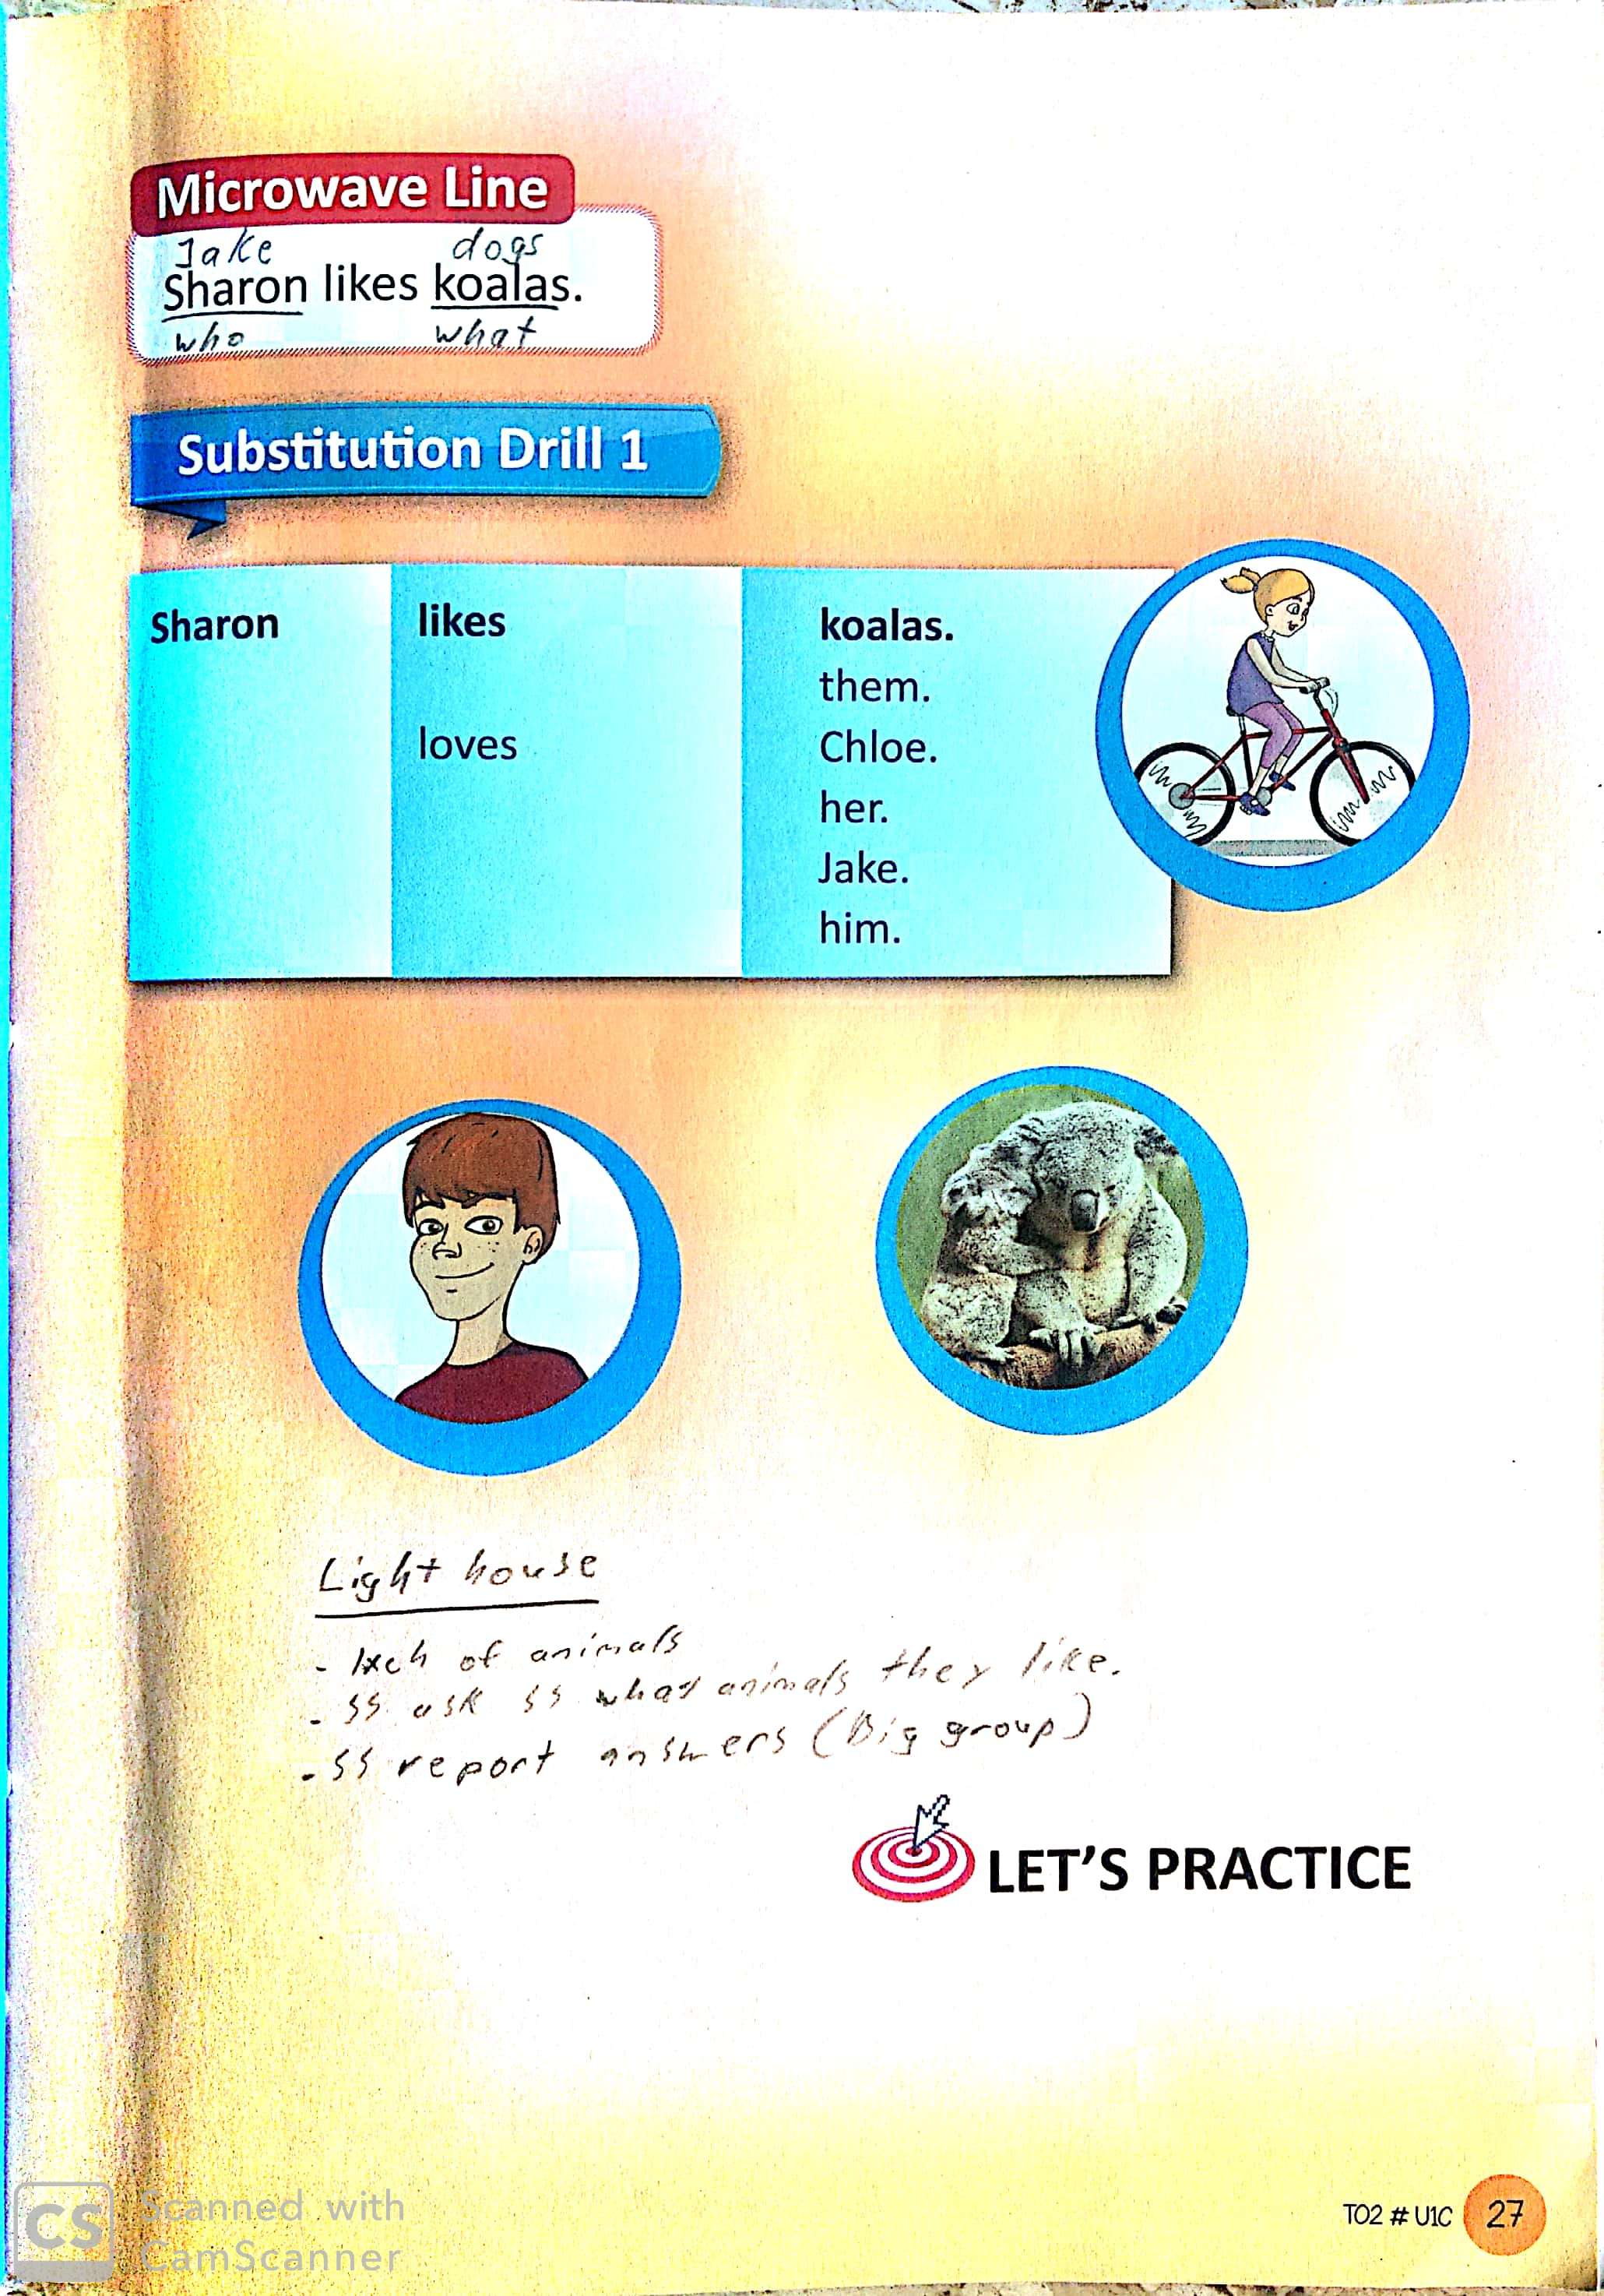 Microwave Line
Jake dogs
Sharon likes koalas.
who what
Substitution Drill 1
Sharon likes koalas.
them.
loves Chloe.
her.
Jake.
him.
Light house
- of animals
- SS ask SS what animals they like.
- SS report answers (Big group)
LET'S PRACTICE
TO2 # U1C 27
CS Scanned with
CamScanner